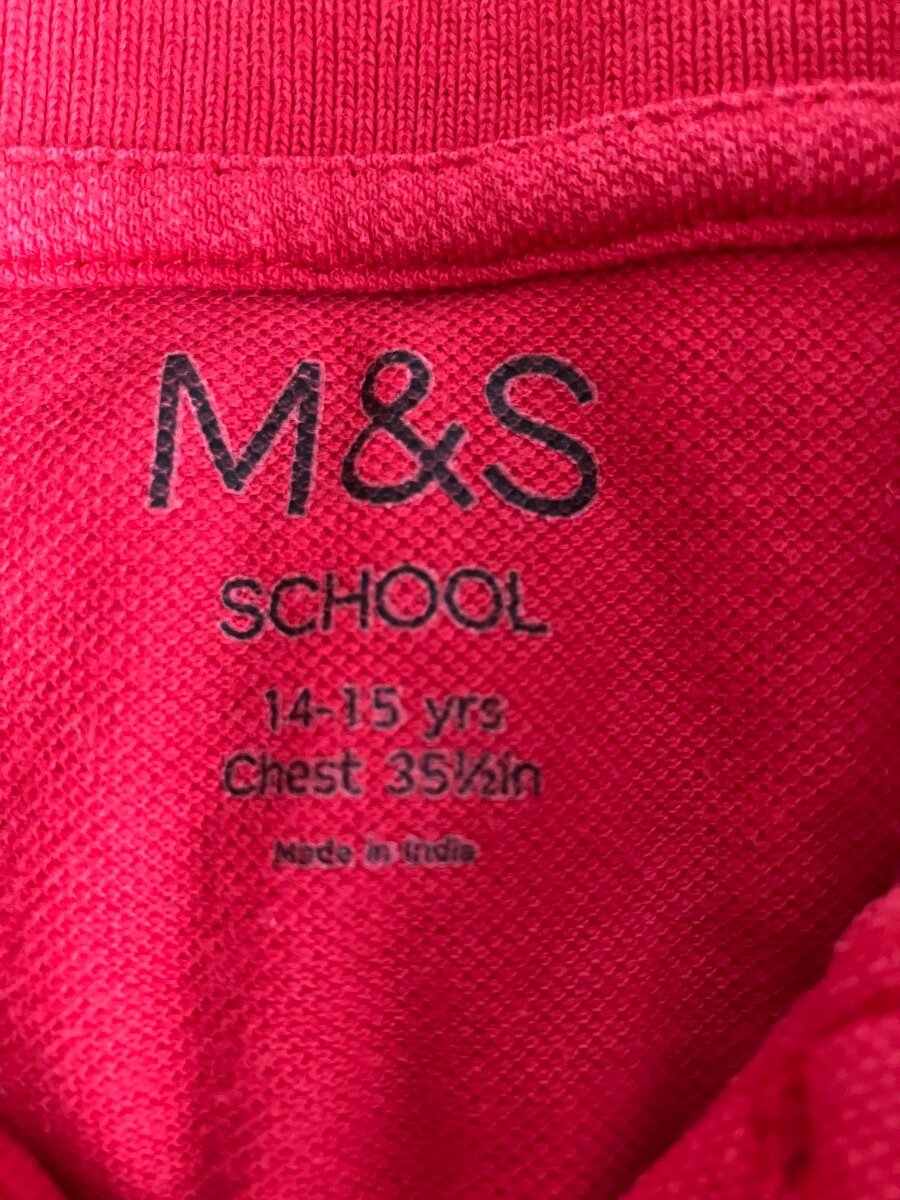 M&S
SCHOOL
14-15 yrs
Chest 35½in
Made in India